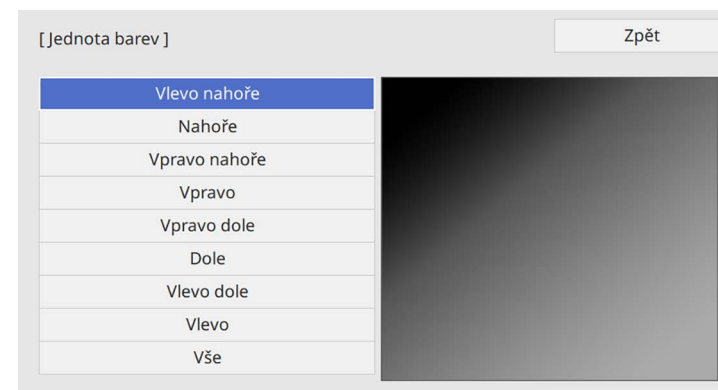 [ Jednota barev ]
Zpět
Vlevo nahoře
Nahoře
Vpravo nahoře
Vpravo
Vpravo dole
Dole
Vlevo dole
Vlevo
Vše